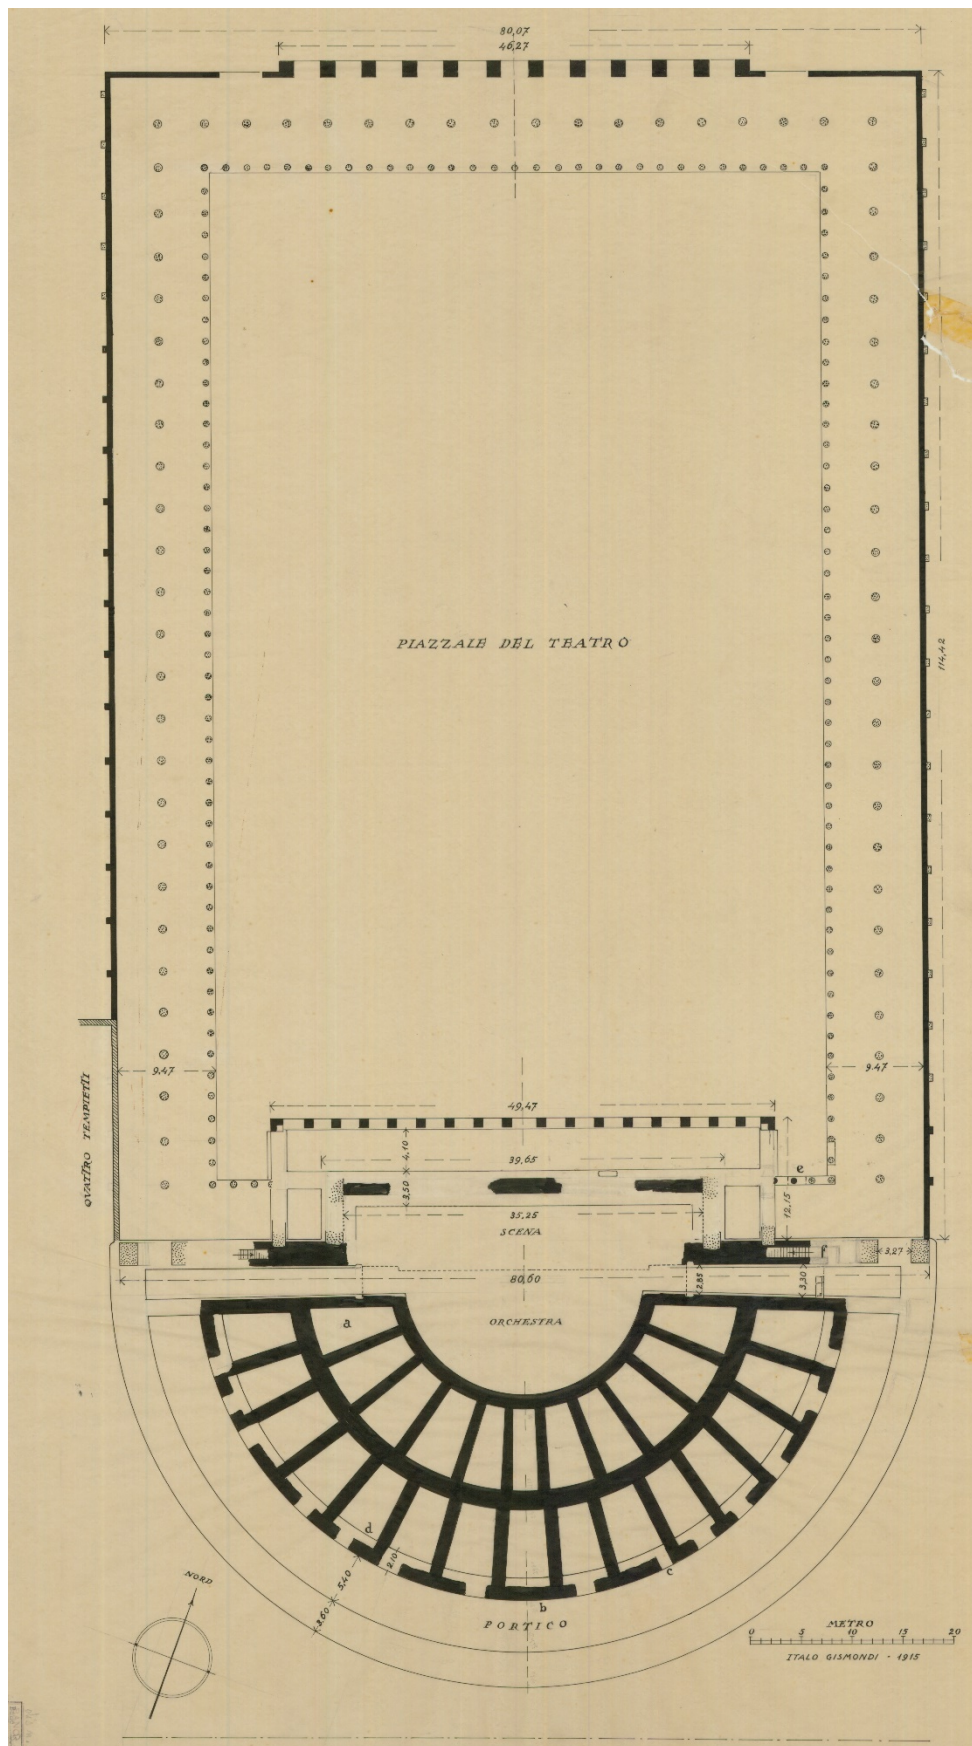 80,07
46,27
114,42
PIAZZALE DEL TEATRO
9.47
9.47
QVATTRO TEMPIETTI
49,47
4,10
39,65
e
3,50
12,15
35,25
SCENA
f
3,27
80,60
2,85
3,30
a
ORCHESTRA
d
2,10
5,40
3,60
c
b
PORTICO
NORD
METRO
0 5 10 15 20
ITALO GISMONDI - 1915